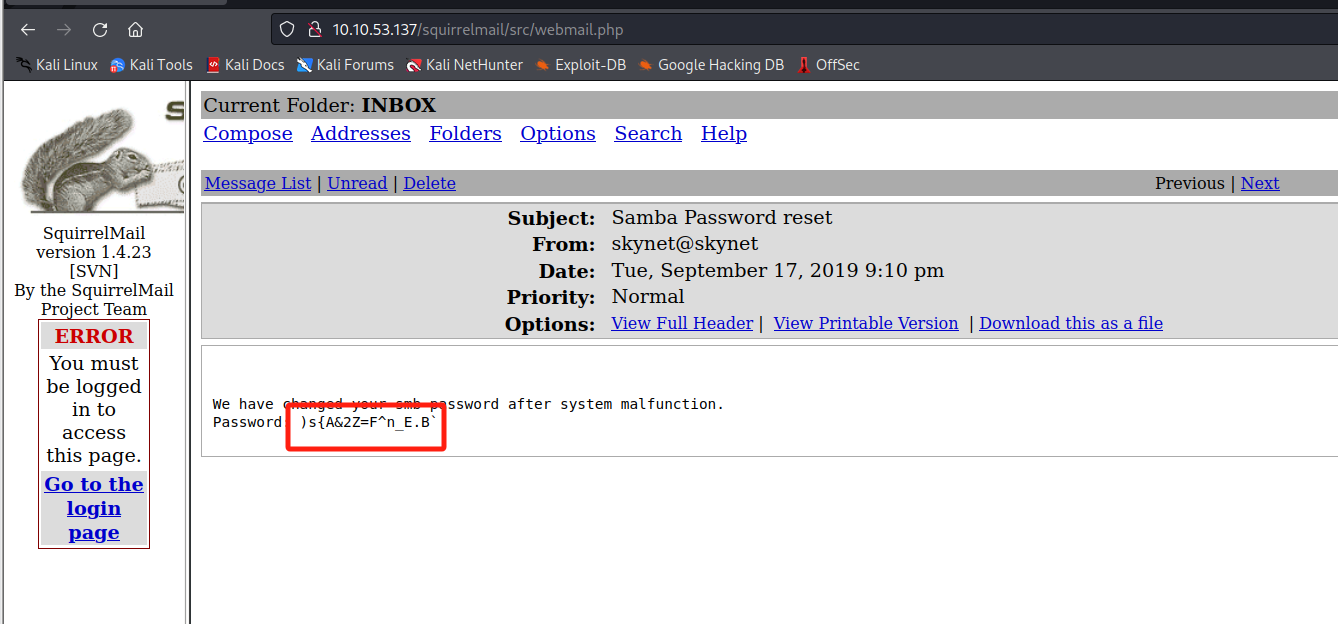 10.10.53.137/squirrelmail/src/webmail.php
Kali Linux Kali Tools Kali Docs Kali Forums Kali NetHunter Exploit-DB Google Hacking DB OffSec
S
SquirrelMail
version 1.4.23
[SVN]
By the SquirrelMail
Project Team
ERROR
You must
be logged
in to
access
this page.
Go to the
login
page
Current Folder: INBOX
Compose Addresses Folders Options Search Help
Message List | Unread | Delete Previous | Next
Subject: Samba Password reset
From: skynet@skynet
Date: Tue, September 17, 2019 9:10 pm
Priority: Normal
Options: View Full Header | View Printable Version | Download this as a file
We have changed your smb password after system malfunction.
Password: )s{A&2Z=F^n_E.B`